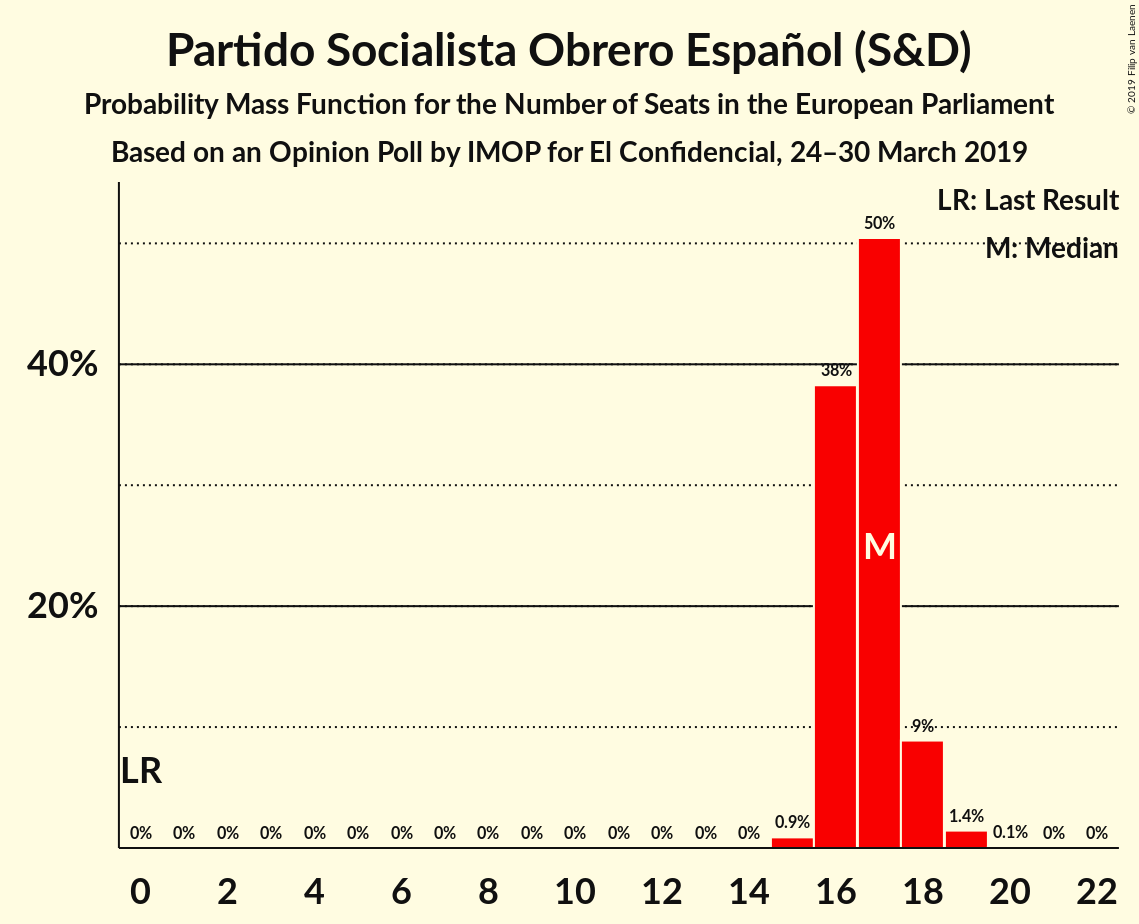 Partido Socialista Obrero Español (S&D)
Probability Mass Function for the Number of Seats in the European Parliament
Based on an Opinion Poll by IMOP for El Confidencial, 24–30 March 2019
© 2019 Filip van Laenen
LR: Last Result
M: Median
50%
40%
38%
M
20%
9%
LR
1.4%
0.9%
0% 0% 0% 0% 0% 0% 0% 0% 0% 0% 0% 0% 0% 0% 0% 0.1% 0% 0%
0 2 4 6 8 10 12 14 16 18 20 22